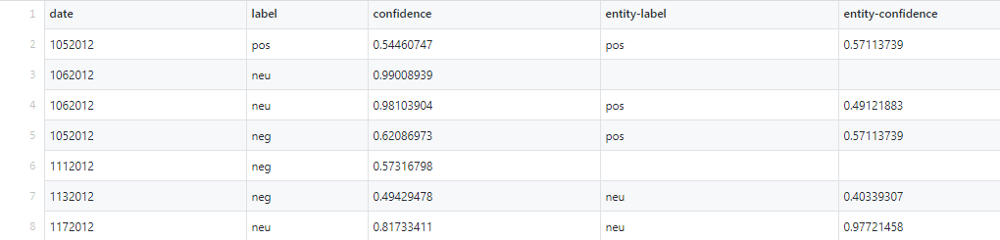 1 date label confidence entity-label entity-confidence
2 1052012 pos 0.54460747 pos 0.57113739
3 1062012 neu 0.99008939
4 1062012 neu 0.98103904 pos 0.49121883
5 1052012 neg 0.62086973 pos 0.57113739
6 1112012 neg 0.57316798
7 1132012 neg 0.49429478 neu 0.40339307
8 1172012 neu 0.81733411 neu 0.97721458